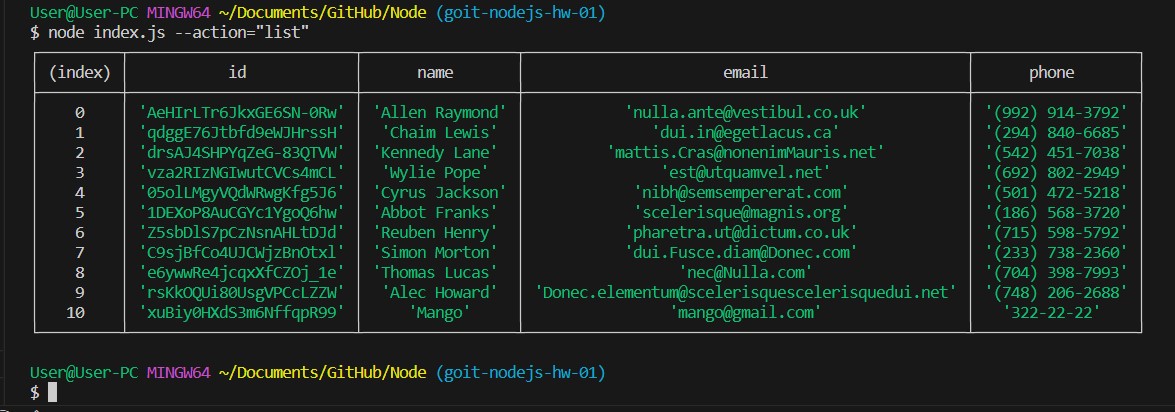 User@User-PC MINGW64 ~/Documents/GitHub/Node (goit-nodejs-hw-01)
$ node index.js --action="list"
(index) id name email phone
0 'AeHIrLTr6JkxGE6SN-0Rw' 'Allen Raymond' 'nulla.ante@vestibul.co.uk' '(992) 914-3792'
1 'qdggE76Jtbfd9eWJHrssH' 'Chaim Lewis' 'dui.in@egetlacus.ca' '(294) 840-6685'
2 'drsAJ4SHPYqZeG-83QTVW' 'Kennedy Lane' 'mattis.Cras@nonenimMauris.net' '(542) 451-7038'
3 'vza2RIzNGIwutCVCs4mCL' 'Wylie Pope' 'est@utquamvel.net' '(692) 802-2949'
4 '05olLMgyVQdWRwgKfg5J6' 'Cyrus Jackson' 'nibh@semsempererat.com' '(501) 472-5218'
5 '1DEXoP8AuCGYc1YgoQ6hw' 'Abbot Franks' 'scelerisque@magnis.org' '(186) 568-3720'
6 'Z5sbDlS7pCzNsnAHLtDJd' 'Reuben Henry' 'pharetra.ut@dictum.co.uk' '(715) 598-5792'
7 'C9sjBfCo4UJCWjzBnOtxl' 'Simon Morton' 'dui.Fusce.diam@Donec.com' '(233) 738-2360'
8 'e6ywwRe4jcqxXfCZOj_1e' 'Thomas Lucas' 'nec@Nulla.com' '(704) 398-7993'
9 'rsKkOQUi80UsgVPCcLZZW' 'Alec Howard' 'Donec.elementum@scelerisquescelerisquedui.net' '(748) 206-2688'
10 'xuBiy0HXdS3m6NffqpR99' 'Mango' 'mango@gmail.com' '322-22-22'
User@User-PC MINGW64 ~/Documents/GitHub/Node (goit-nodejs-hw-01)
$